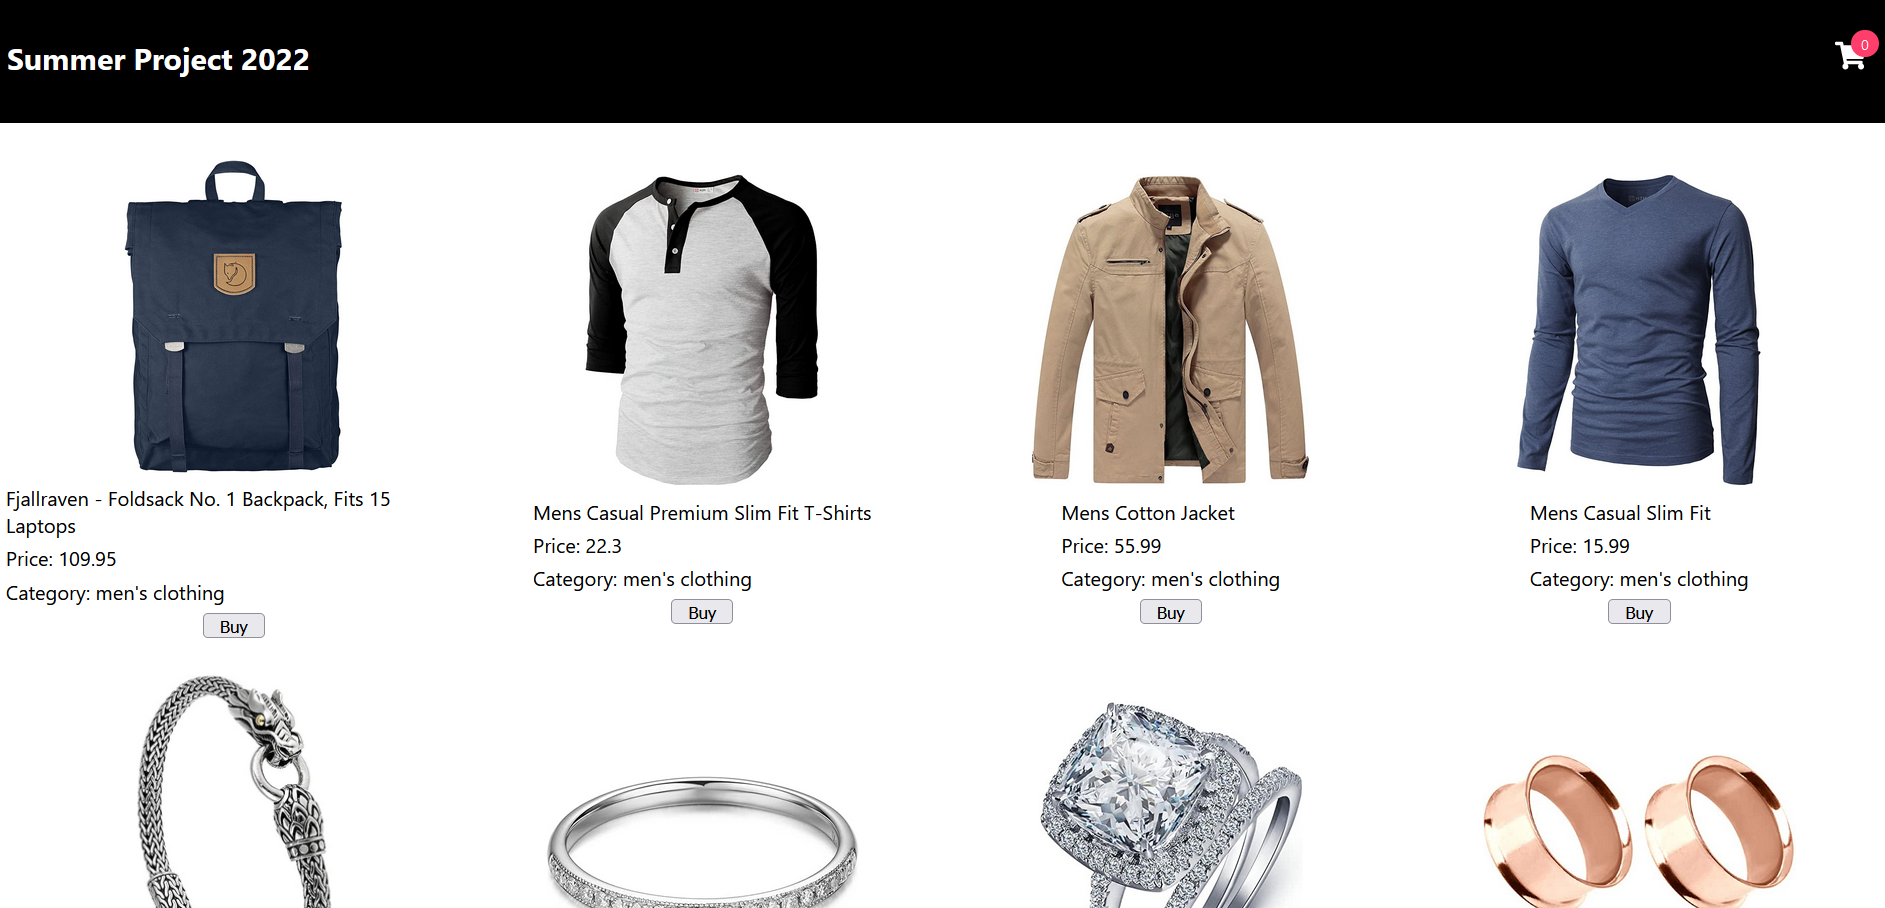 Summer Project 2022
0
Fjallraven - Foldsack No. 1 Backpack, Fits 15
Laptops
Price: 109.95
Category: men's clothing
Buy
Mens Casual Premium Slim Fit T-Shirts
Price: 22.3
Category: men's clothing
Buy
Mens Cotton Jacket
Price: 55.99
Category: men's clothing
Buy
Mens Casual Slim Fit
Price: 15.99
Category: men's clothing
Buy